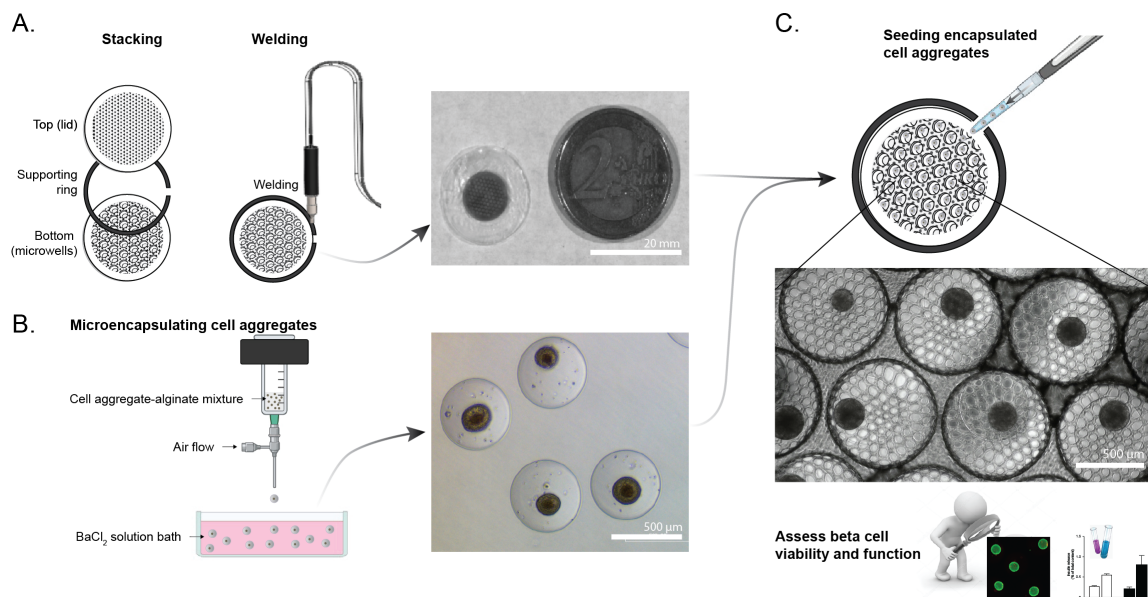 A.
Stacking
Welding
Top (lid)
Supporting
ring
Bottom
(microwells)
Welding
20 mm
B.
Microencapsulating cell aggregates
Cell aggregate-alginate mixture
Air flow
BaCl2 solution bath
500 µm
C.
Seeding encapsulated
cell aggregates
500 µm
Assess beta cell
viability and function